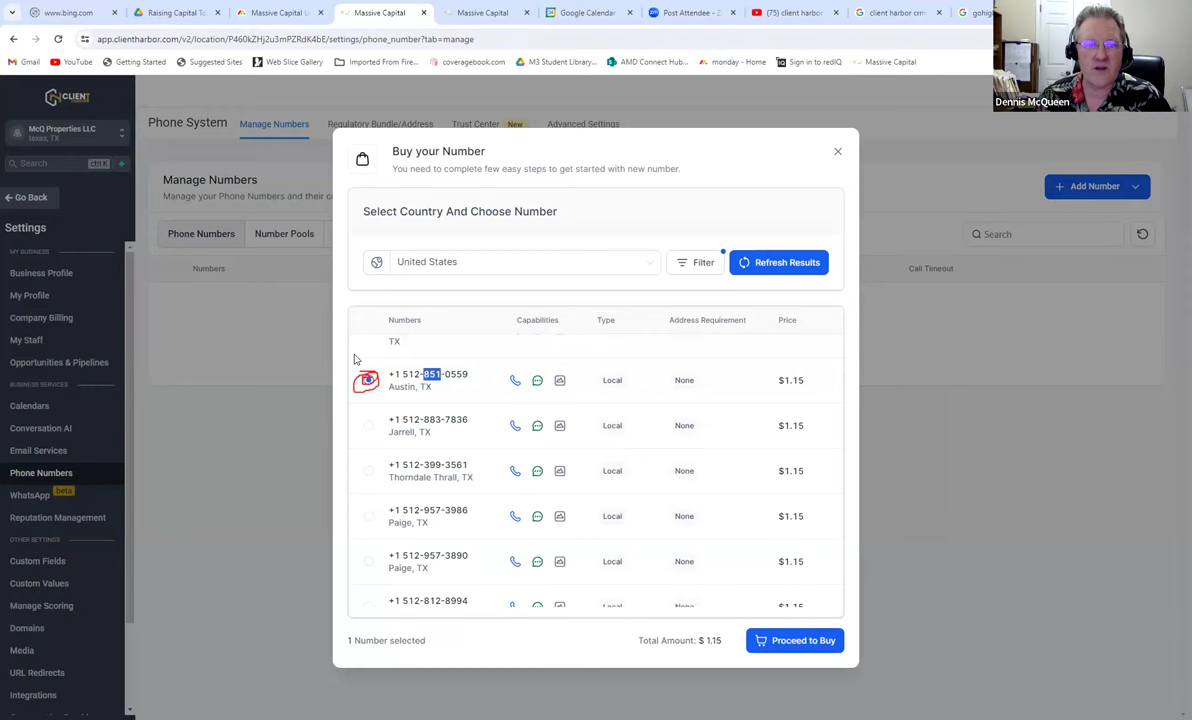 www.bing.com
Raising Capital To
Massive Capital Li
Massive Capital
Massive Capital
Google Calendar
Post Attendee - Z
(75) client harbor
client harbor crm
gohig
app.clientharbor.com/v2/location/P460kZHj2u3mPZRdK4bE/settings/phone_number?tab=manage
Gmail
YouTube
Getting Started
Suggested Sites
Web Slice Gallery
Imported From Fire...
coveragebook.com
M3 Student Library...
AMD Connect Hub...
monday - Home
Sign in to redIQ
Massive Capital
Dennis McQueen
CLIENT
McQ Properties LLC
texas, TX
Search
ctrl K
Go Back
Settings
MY BUSINESS
Business Profile
My Profile
Company Billing
My Staff
Opportunities & Pipelines
BUSINESS SERVICES
Calendars
Conversation AI
Email Services
Phone Numbers
WhatsApp beta
Reputation Management
OTHER SETTINGS
Custom Fields
Custom Values
Manage Scoring
Domains
Media
URL Redirects
Integrations
Phone System
Manage Numbers
Regulatory Bundle/Address
Trust Center New
Advanced Settings
Manage Numbers
Manage your Phone Numbers and their c
Add Number
Phone Numbers
Number Pools
Search
Numbers
Call Timeout
Buy your Number
You need to complete few easy steps to get started with new number.
Select Country And Choose Number
United States
Filter
Refresh Results
Numbers Capabilities Type Address Requirement Price
TX
+1 512-851-0559
Austin, TX
Local None $1.15
+1 512-883-7836
Jarrell, TX
Local None $1.15
+1 512-399-3561
Thorndale Thrall, TX
Local None $1.15
+1 512-957-3986
Paige, TX
Local None $1.15
+1 512-957-3890
Paige, TX
Local None $1.15
+1 512-812-8994
Local None $1.15
1 Number selected
Total Amount: $ 1.15
Proceed to Buy